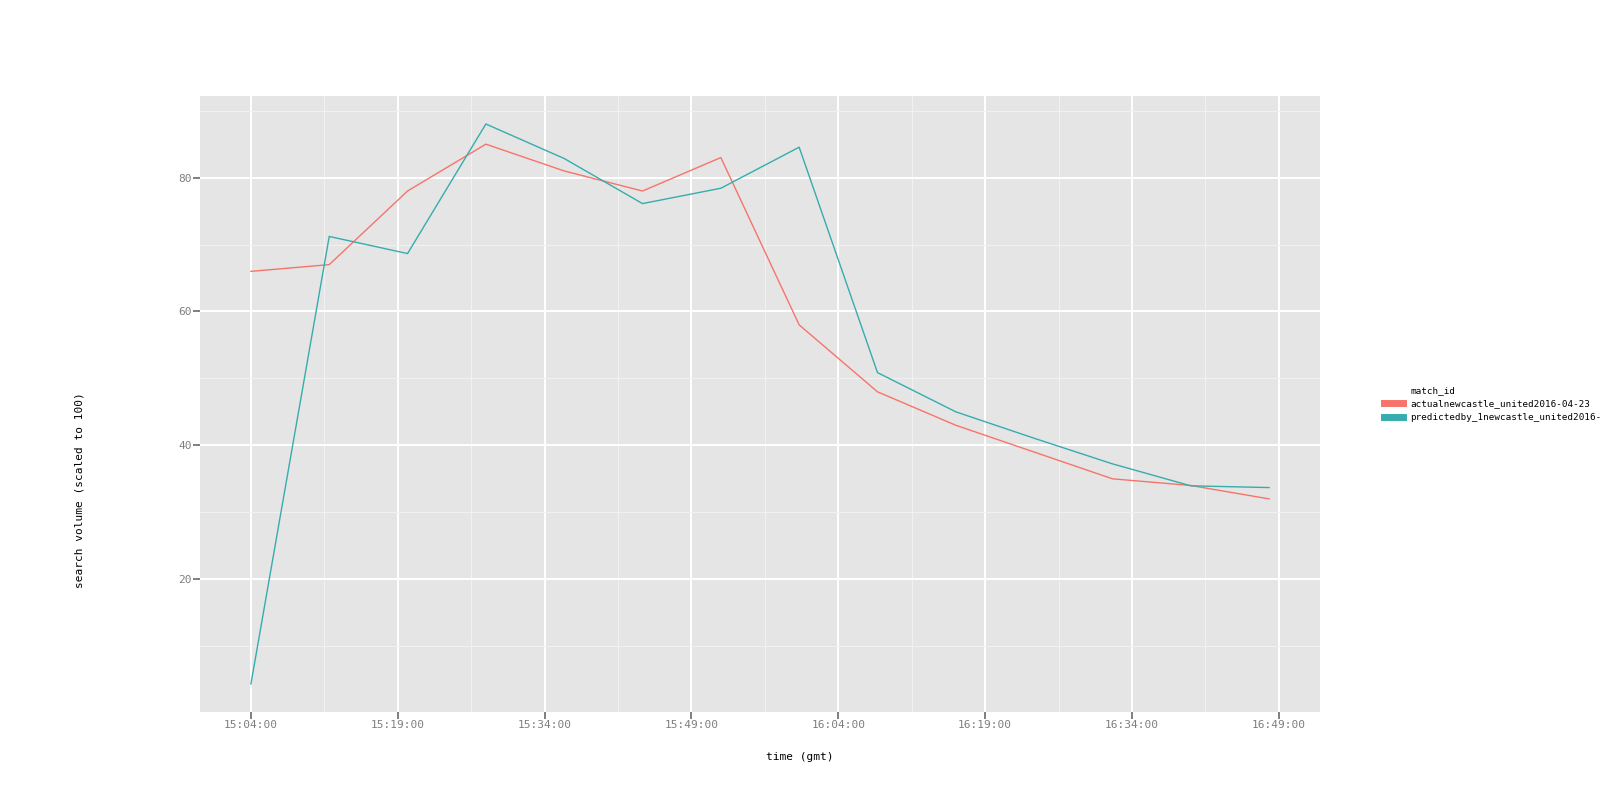 80
60
40
20
search volume (scaled to 100)
15:04:00 15:19:00 15:34:00 15:49:00 16:04:00 16:19:00 16:34:00 16:49:00
time (gmt)
match_id
actualnewcastle_united2016-04-23
predictedby_1newcastle_united2016-